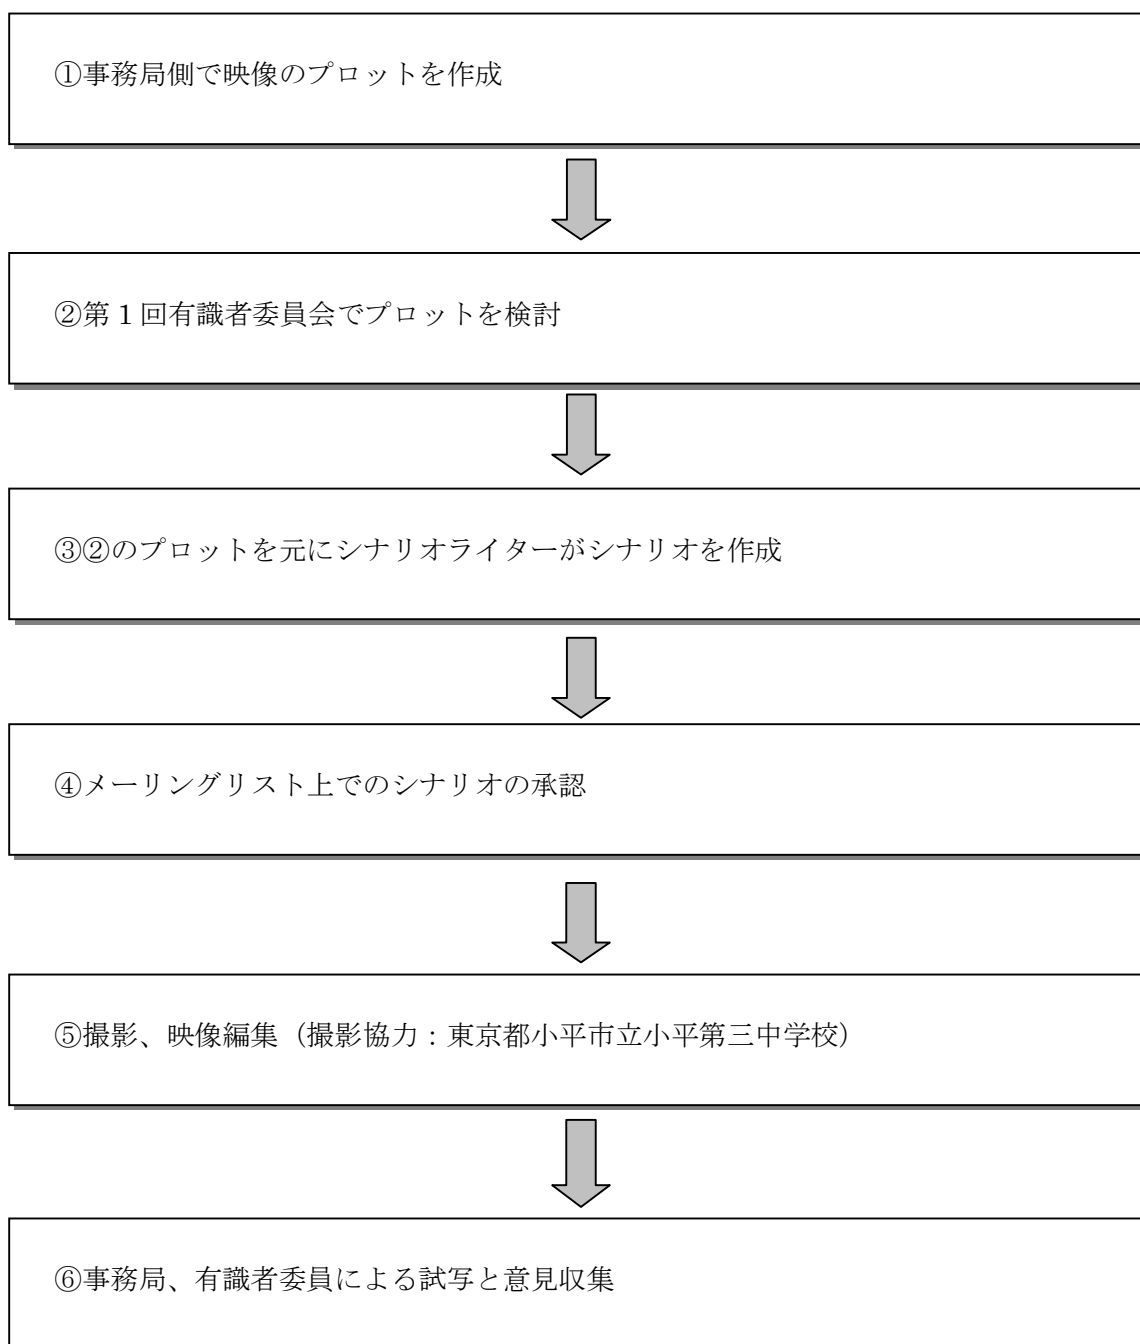 ①事務局側で映像のプロットを作成
②第１回有識者委員会でプロットを検討
③②のプロットを元にシナリオライターがシナリオを作成
④メーリングリスト上でのシナリオの承認
⑤撮影、映像編集（撮影協力：東京都小平市立小平第三中学校）
⑥事務局、有識者委員による試写と意見収集